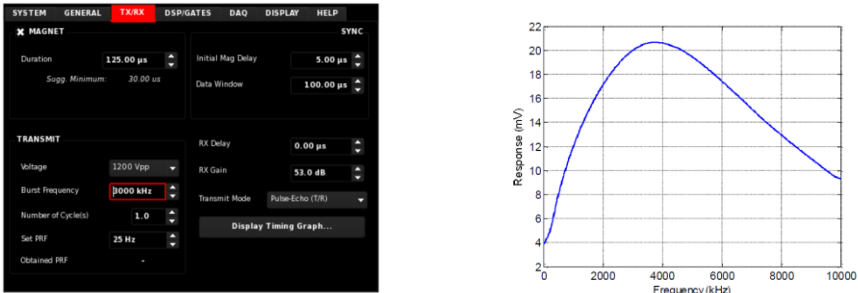 SYSTEM GENERAL TX/RX DSP/GATES DAQ DISPLAY HELP
MAGNET SYNC
Duration 125.00 µs
Sugg. Minimum: 30.00 us
Initial Mag Delay 5.00 µs
Data Window 100.00 µs
TRANSMIT
Voltage 1200 Vpp
Burst Frequency 3000 kHz
Number of Cycle(s) 1.0
Set PRF 25 Hz
Obtained PRF -
RX Delay 0.00 µs
RX Gain 53.0 dB
Transmit Mode Pulse-Echo (T/R)
Display Timing Graph...
Response (mV)
22
20
18
16
14
12
10
8
6
4
2
0 2000 4000 6000 8000 10000
Frequency (kHz)